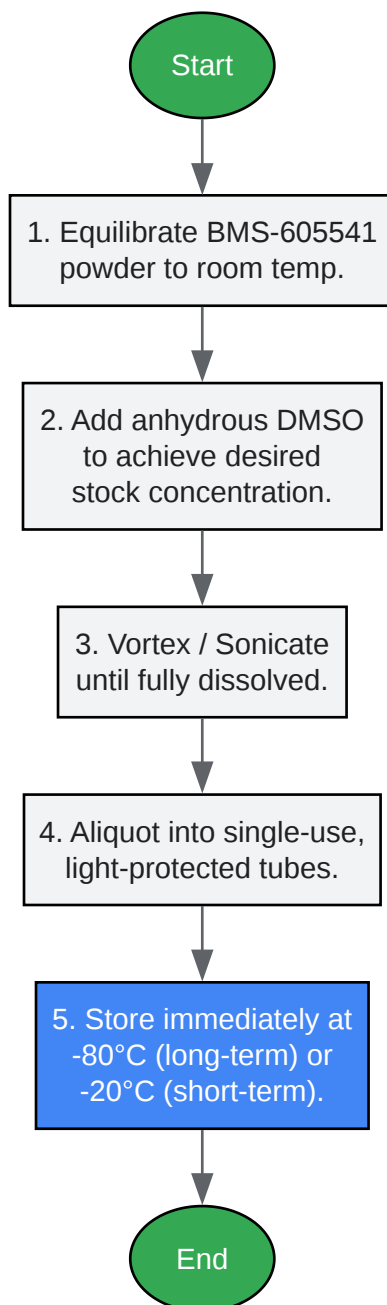 Start
1. Equilibrate BMS-605541
powder to room temp.
2. Add anhydrous DMSO
to achieve desired
stock concentration.
3. Vortex / Sonicate
until fully dissolved.
4. Aliquot into single-use,
light-protected tubes.
5. Store immediately at
-80°C (long-term) or
-20°C (short-term).
End